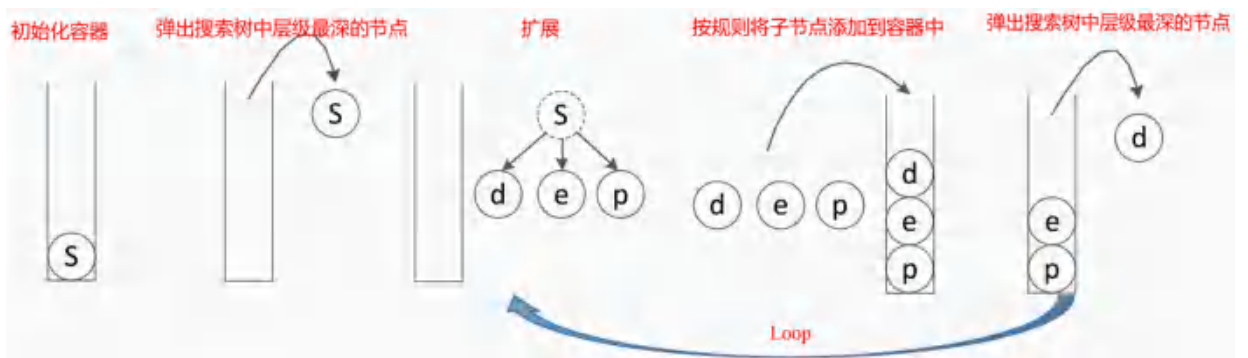 初始化容器
弹出搜索树中层级最深的节点
扩展
按规则将子节点添加到容器中
弹出搜索树中层级最深的节点
S
S
S
d e p
d e p
d
e
p
d
e
p
Loop